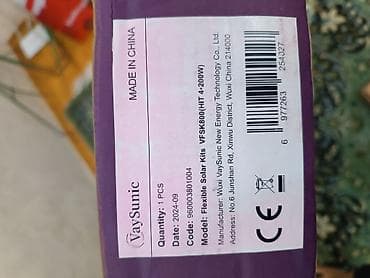 VaySunic
MADE IN CHINA
Quantity: 1 PCS
Date: 2024-09
Code: 960003801004
Model: Flexible Solar Kits VFSK800(HIT 4*200W)
Manufacturer: Wuxi VaySunic New Energy Technology Co., Ltd.
Address: No.6 Junshan Rd, Xinwu District, Wuxi China 214000
CE
6 977263 254027